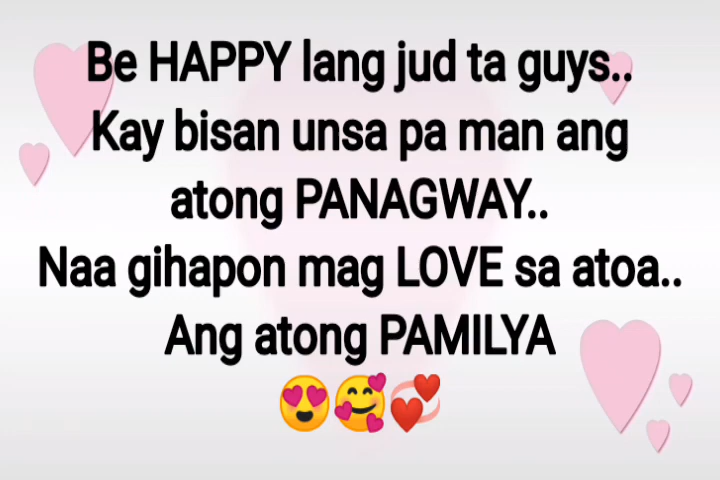 Be HAPPY lang jud ta guys..
Kay bisan unsa pa man ang
atong PANAGWAY..
Naa gihapon mag LOVE sa atoa..
Ang atong PAMILYA
😍🥰💞